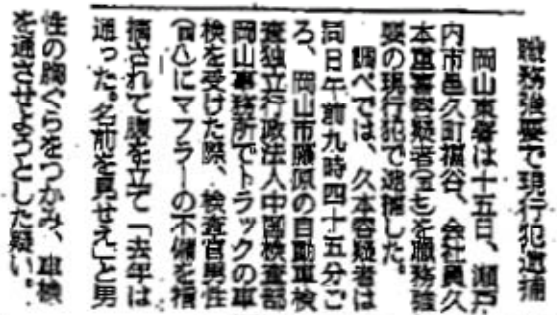 職務強要で現行犯逮捕
岡山東署は十五日、瀬戸
内市邑久町福谷、会社員久
本重喜容疑者を職務強
要の現行犯で逮捕した。
調べでは、久本容疑者は
同日午前九時四十五分ご
ろ、岡山市藤原の自動車検
査独立行政法人中国検査部
岡山事務所でトラックの車
検を受けた際、検査官男性
にマフラーの不備を指
摘されて腹を立て「去年は
通った。名前を見せえ」と男
性の胸ぐらをつかみ、車検
を通させようとした疑い。